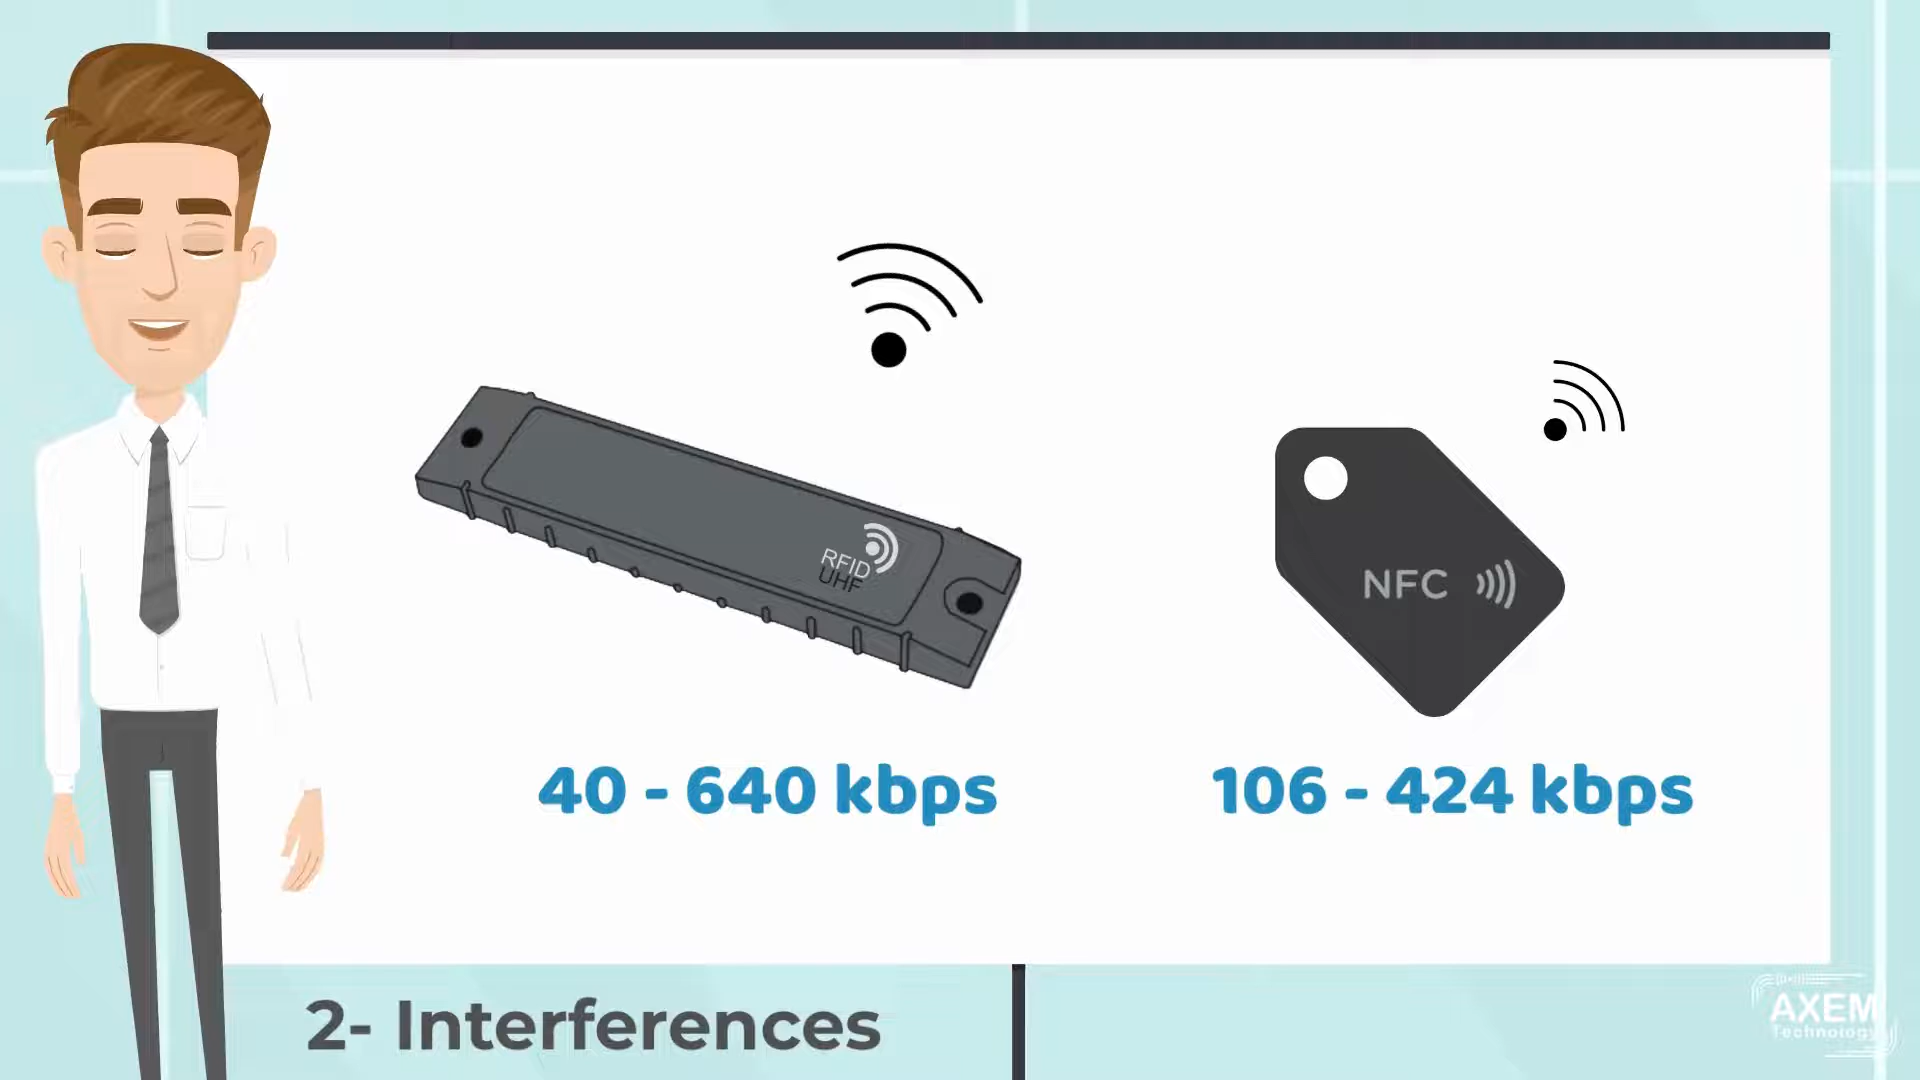 RFID
UHF
NFC
40 - 640 kbps
106 - 424 kbps
2- Interferences
AXEM
Technology